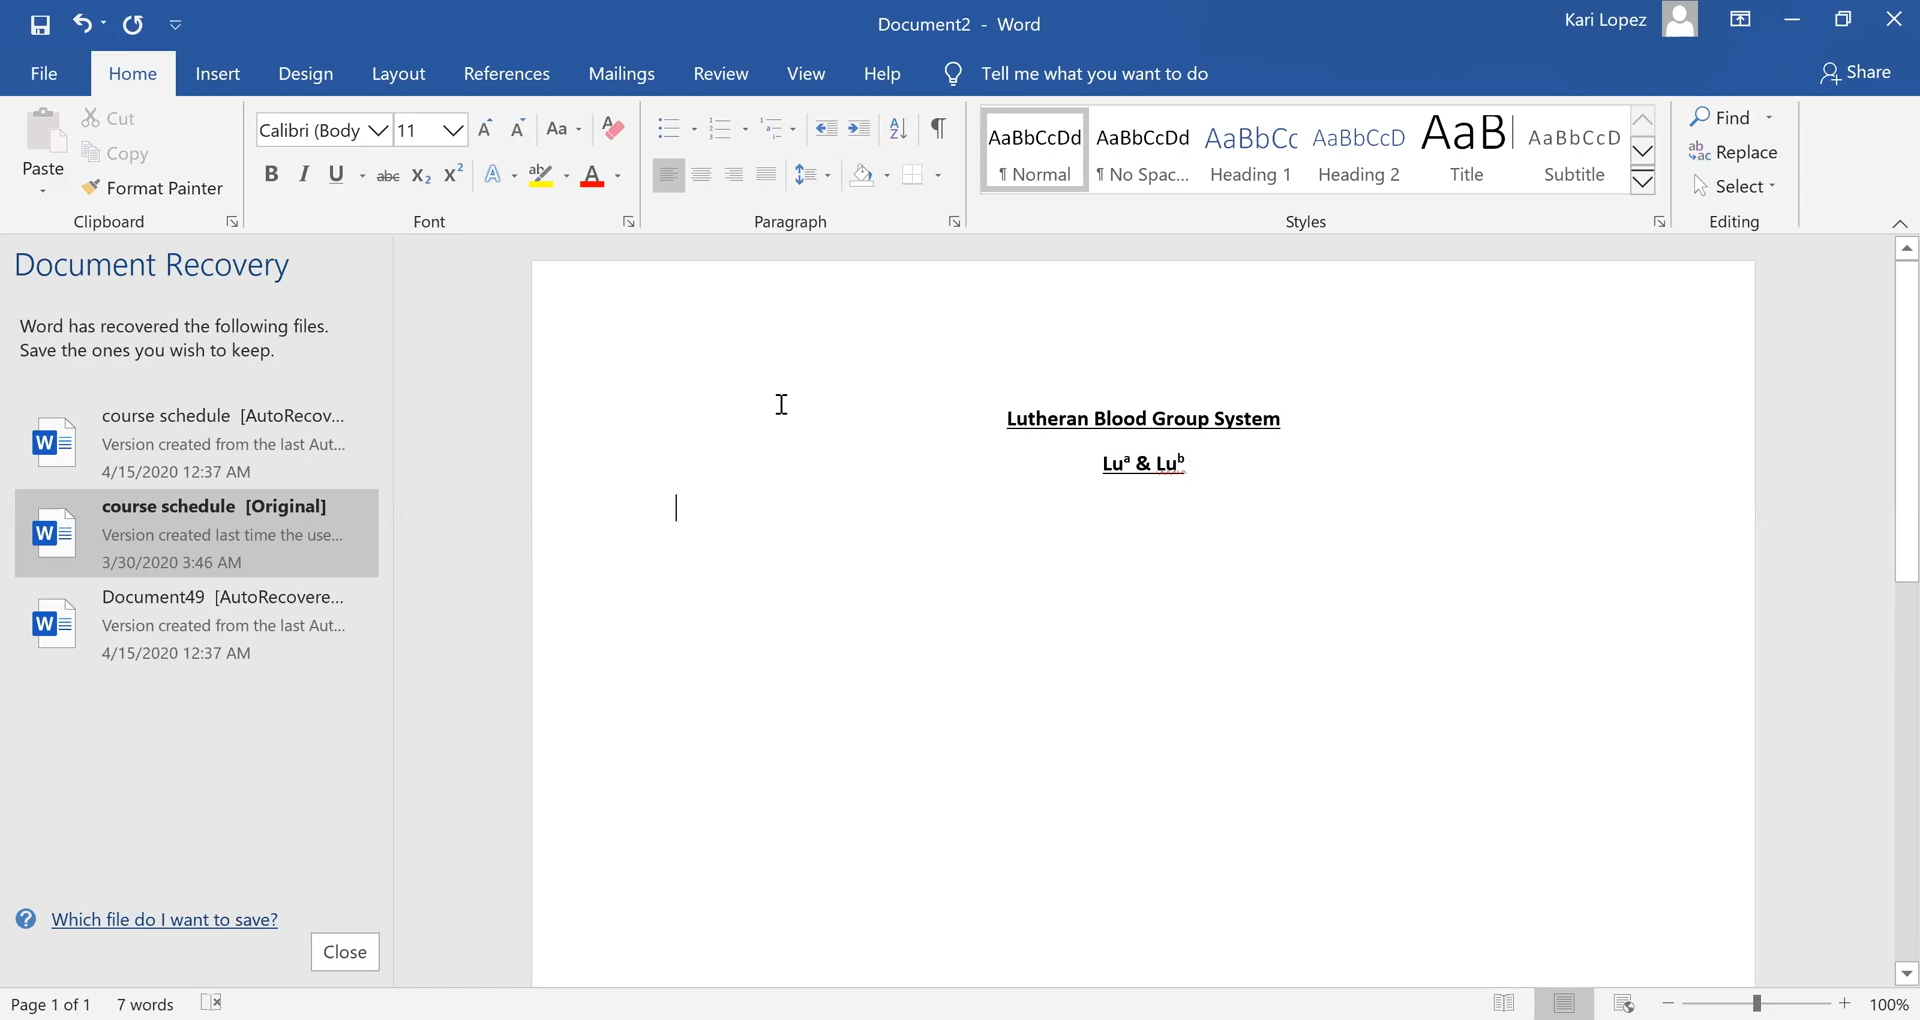 Document2 - Word
Kari Lopez
File Home Insert Design Layout References Mailings Review View Help Tell me what you want to do Share
Paste
Cut
Copy
Format Painter
Clipboard
Calibri (Body 11
Aa
B I U abc X₂ X² A ab A
Font
Paragraph
AaBbCcDd AaBbCcDd AaBbCc AaBbCcD AaB AaBbCcD
¶ Normal ¶ No Spac... Heading 1 Heading 2 Title Subtitle
Styles
Find
Replace
Select
Editing
Document Recovery
Word has recovered the following files.
Save the ones you wish to keep.
course schedule [AutoRecov...
Version created from the last Aut...
4/15/2020 12:37 AM
course schedule [Original]
Version created last time the use...
3/30/2020 3:46 AM
Document49 [AutoRecovere...
Version created from the last Aut...
4/15/2020 12:37 AM
Which file do I want to save?
Close
Lutheran Blood Group System
Luᵃ & Luᵇ
Page 1 of 1 7 words
100%